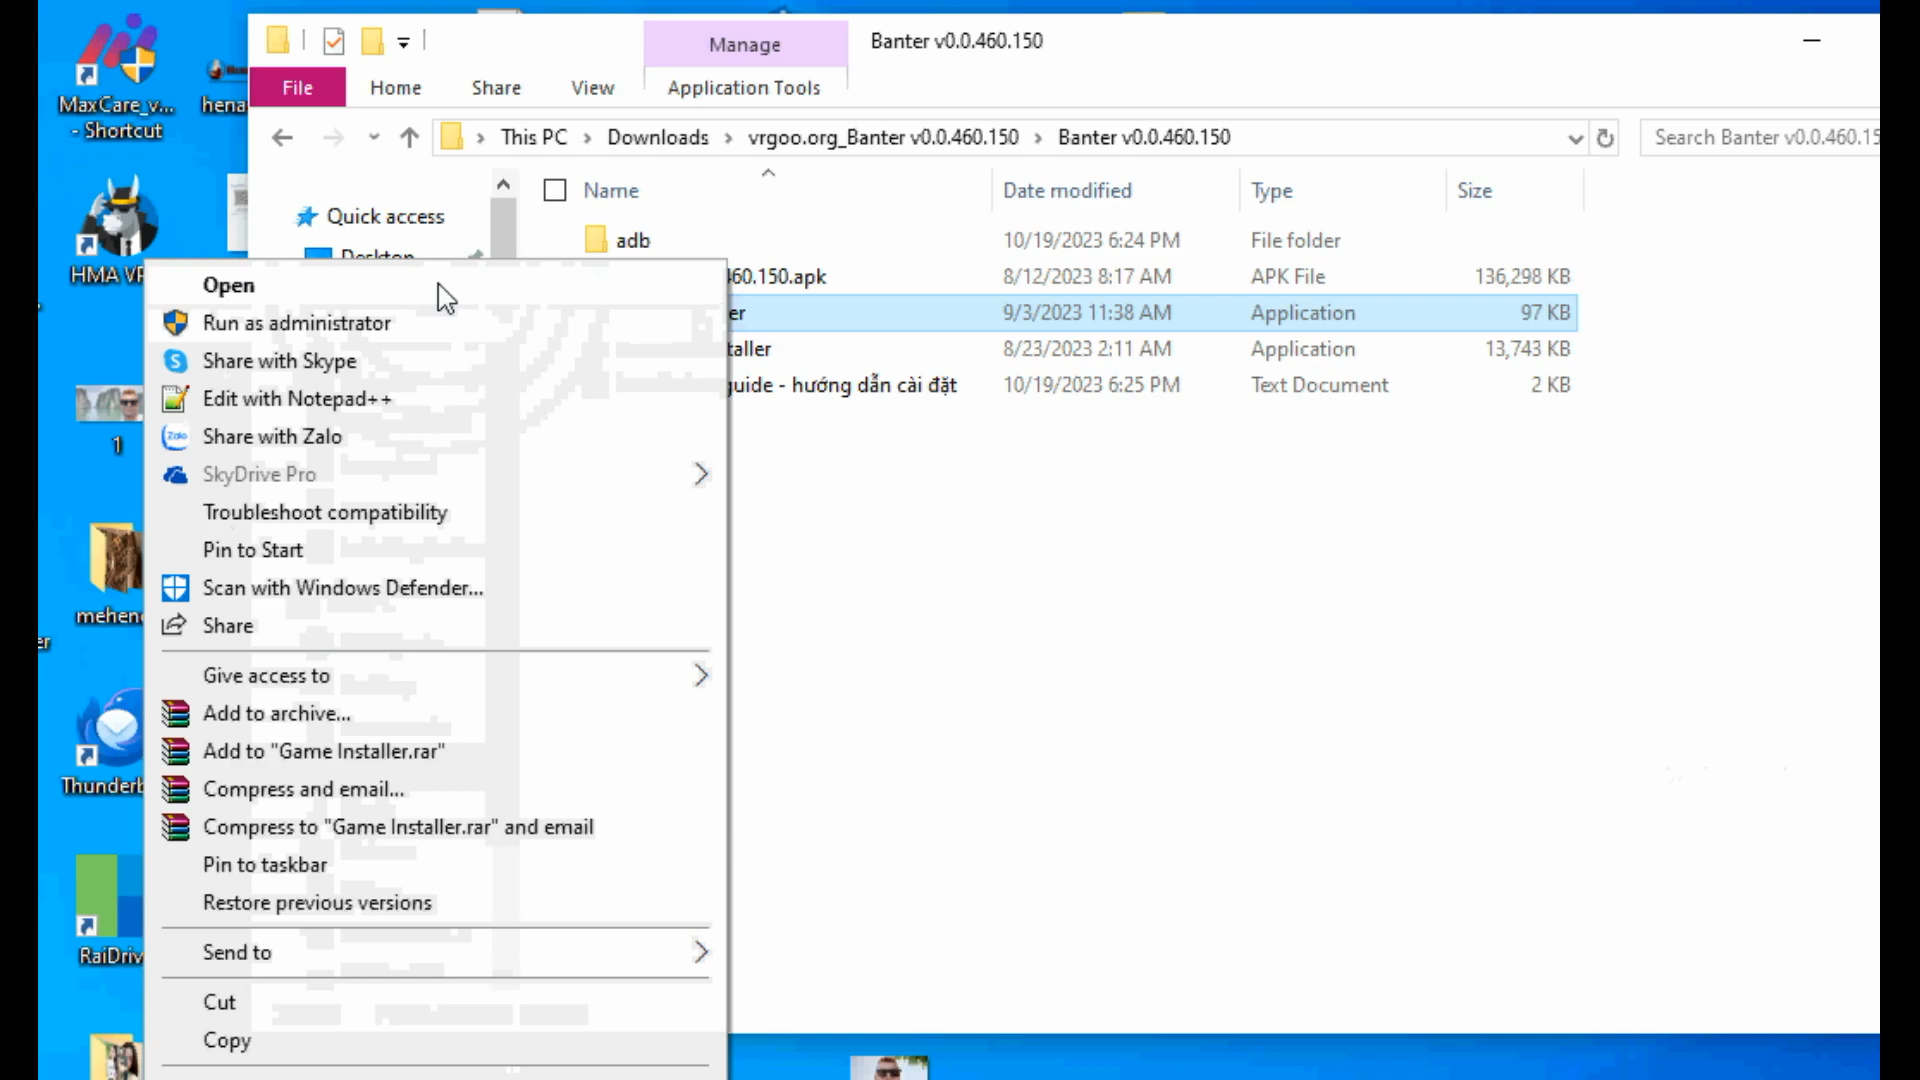 Manage
Banter v0.0.460.150
File
Home
Share
View
Application Tools
This PC
Downloads
vrgoo.org_Banter v0.0.460.150
Banter v0.0.460.150
Search Banter v0.0.460.15
Name
Date modified
Type
Size
Quick access
Desktop
adb
10/19/2023 6:24 PM
File folder
460.150.apk
8/12/2023 8:17 AM
APK File
136,298 KB
er
9/3/2023 11:38 AM
Application
97 KB
taller
8/23/2023 2:11 AM
Application
13,743 KB
guide - hướng dẫn cài đặt
10/19/2023 6:25 PM
Text Document
2 KB
Open
Run as administrator
Share with Skype
Edit with Notepad++
Zalo
Share with Zalo
SkyDrive Pro
Troubleshoot compatibility
Pin to Start
Scan with Windows Defender...
Share
Give access to
Add to archive...
Add to "Game Installer.rar"
Compress and email...
Compress to "Game Installer.rar" and email
Pin to taskbar
Restore previous versions
Send to
Cut
Copy
MaxCare_v...
- Shortcut
hena
HMA VP
1
mehen
er
Thunderb
RaiDriv